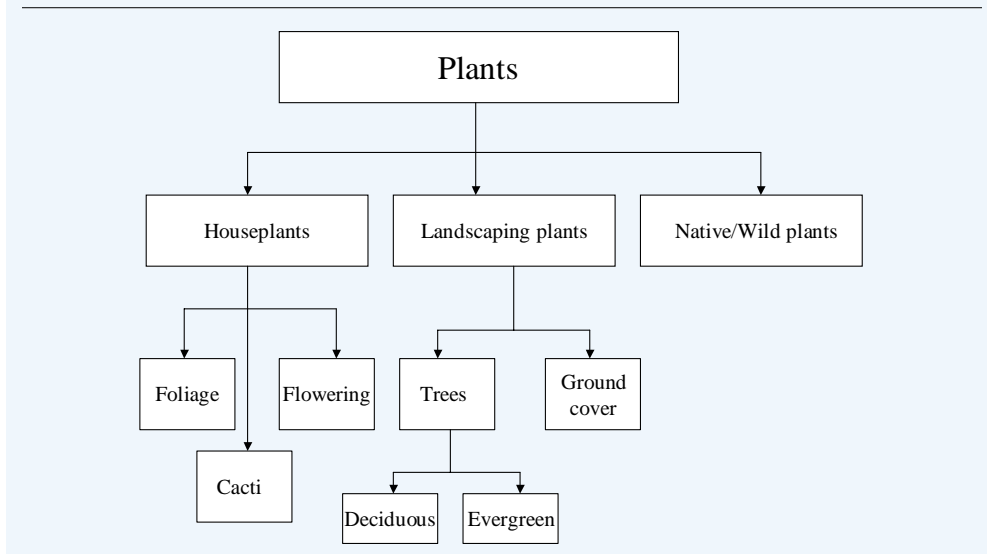 Plants
Houseplants
Landscaping plants
Native/Wild plants
Foliage
Flowering
Trees
Ground
cover
Cacti
Deciduous
Evergreen